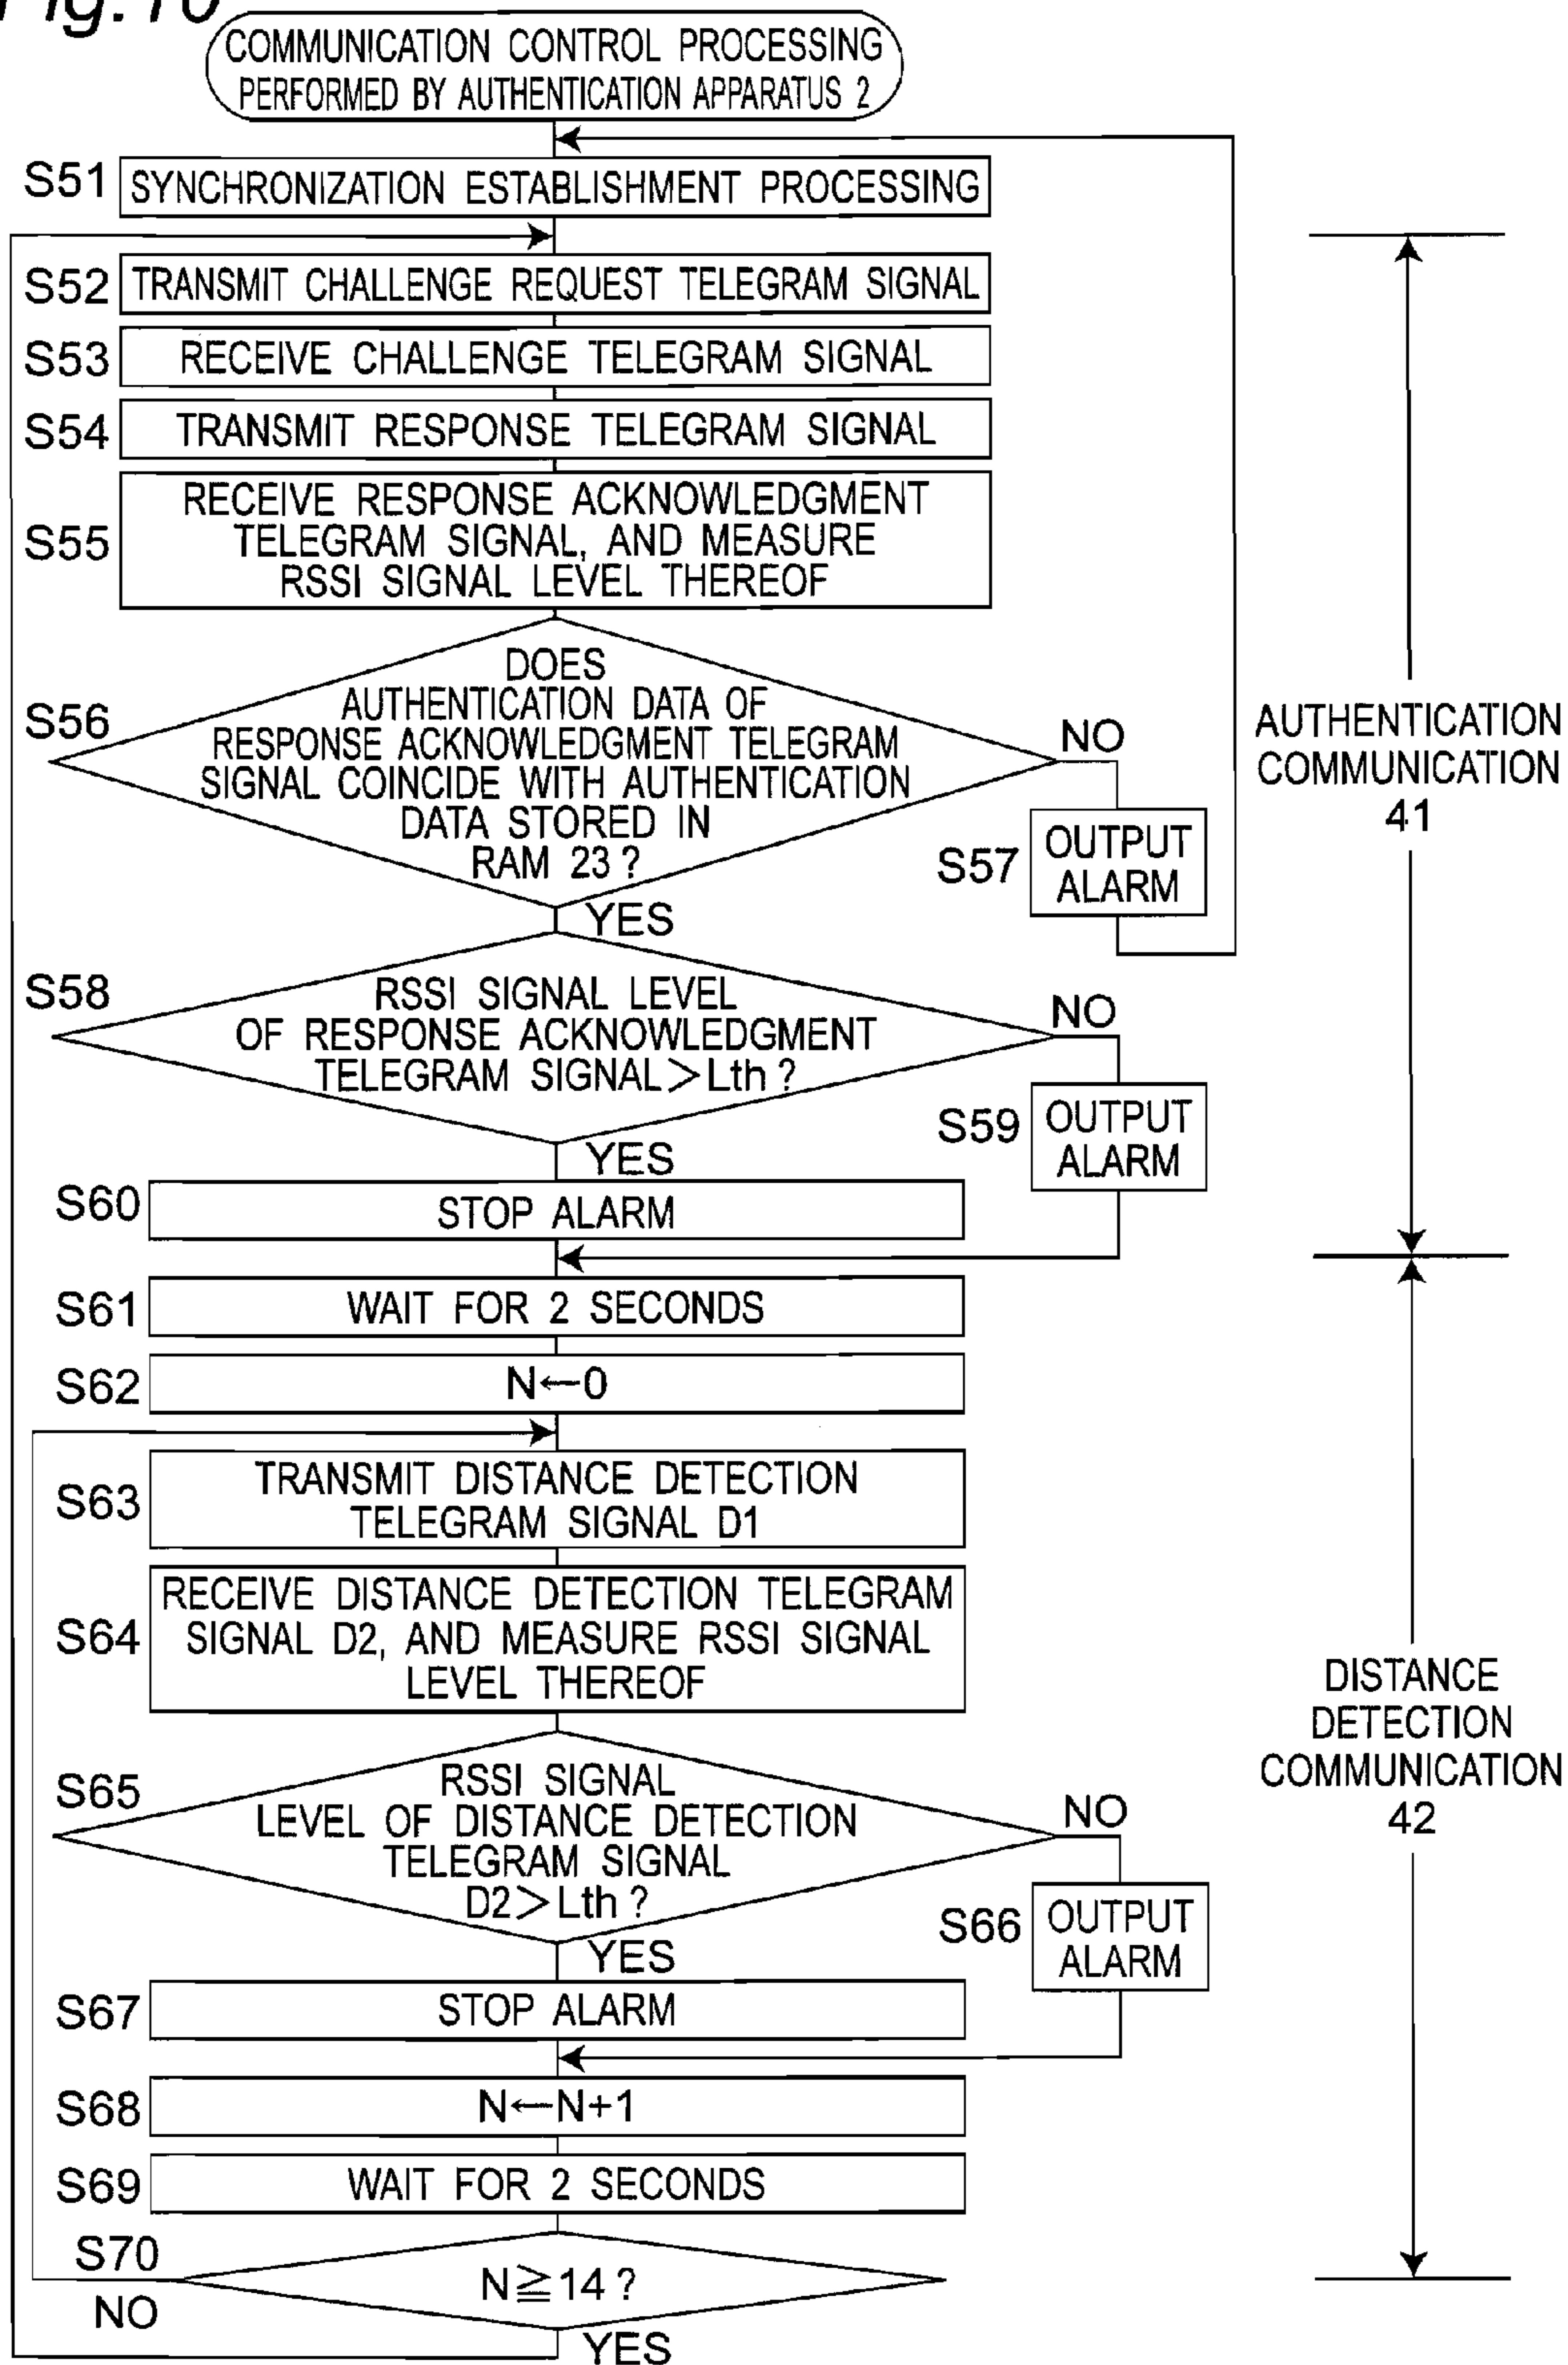 Fig.10
COMMUNICATION CONTROL PROCESSING
PERFORMED BY AUTHENTICATION APPARATUS 2
S51
SYNCHRONIZATION ESTABLISHMENT PROCESSING
S52
TRANSMIT CHALLENGE REQUEST TELEGRAM SIGNAL
S53
RECEIVE CHALLENGE TELEGRAM SIGNAL
S54
TRANSMIT RESPONSE TELEGRAM SIGNAL
S55
RECEIVE RESPONSE ACKNOWLEDGMENT
TELEGRAM SIGNAL, AND MEASURE
RSSI SIGNAL LEVEL THEREOF
S56
DOES
AUTHENTICATION DATA OF
RESPONSE ACKNOWLEDGMENT TELEGRAM
SIGNAL COINCIDE WITH AUTHENTICATION
DATA STORED IN
RAM 23?
NO
S57
OUTPUT
ALARM
YES
AUTHENTICATION
COMMUNICATION
41
S58
RSSI SIGNAL LEVEL
OF RESPONSE ACKNOWLEDGMENT
TELEGRAM SIGNAL>Lth?
NO
S59
OUTPUT
ALARM
YES
S60
STOP ALARM
S61
WAIT FOR 2 SECONDS
S62
N←0
S63
TRANSMIT DISTANCE DETECTION
TELEGRAM SIGNAL D1
S64
RECEIVE DISTANCE DETECTION TELEGRAM
SIGNAL D2, AND MEASURE RSSI SIGNAL
LEVEL THEREOF
DISTANCE
DETECTION
COMMUNICATION
42
S65
RSSI SIGNAL
LEVEL OF DISTANCE DETECTION
TELEGRAM SIGNAL
D2>Lth?
NO
S66
OUTPUT
ALARM
YES
S67
STOP ALARM
S68
N←N+1
S69
WAIT FOR 2 SECONDS
S70
N≧14?
NO
YES